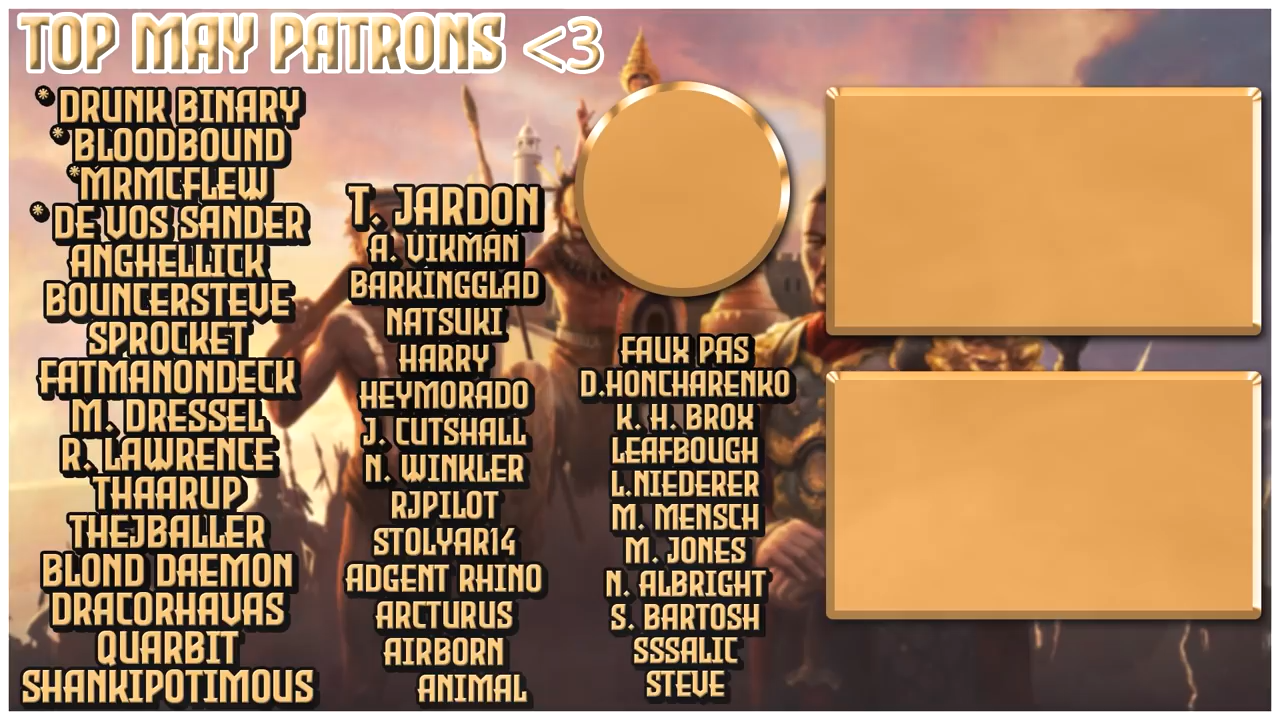 TOP MAY PATRONS <3
* DRUNK BINARY
* BLOODBOUND
*MRMCFLEW
* DE VOS SANDER
ANGHELLICK
BOUNCERSTEVE
SPROCKET
FATMANONDECK
M. DRESSEL
R. LAWRENCE
THAARUP
THEJBALLER
BLOND DAEMON
DRACORHAVAS
QUARBIT
SHANKIPOTIMOUS
T. JARDON
A. VIKMAN
BARKINGGLAD
NATSUKI
HARRY
HEYMORADO
J. CUTSHALL
N. WINKLER
RJPILOT
STOLYAR14
ADGENT RHINO
ARCTURUS
AIRBORN
ANIMAL
FAUX PAS
D.HONCHARENKO
K. H. BROX
LEAFBOUGH
L.NIEDERER
M. MENSCH
M. JONES
N. ALBRIGHT
S. BARTOSH
SSSALIC
STEVE